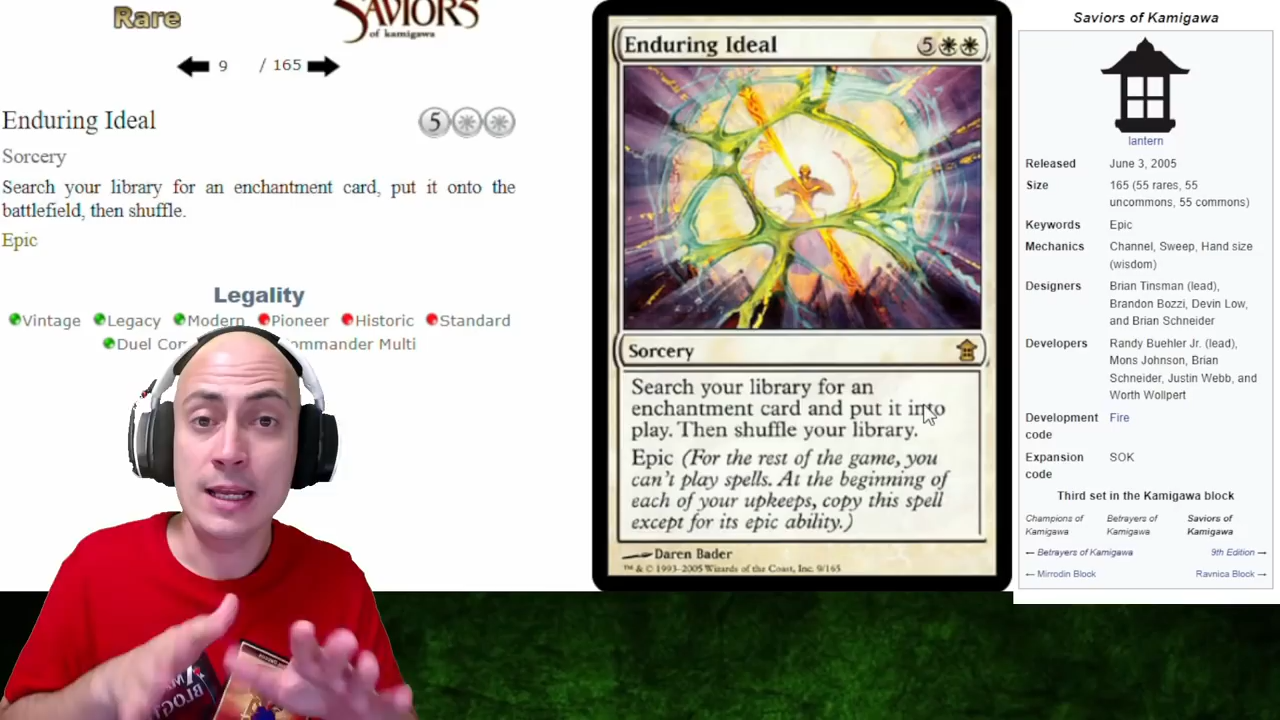 Rare
SAVIORS
of kamigawa
9 / 165
Enduring Ideal 5
Sorcery
Search your library for an enchantment card, put it onto the
battlefield, then shuffle.
Epic
Legality
Vintage Legacy Modern Pioneer Historic Standard
Duel Com ommander Multi
Enduring Ideal 5
Sorcery
Search your library for an
enchantment card and put it into
play. Then shuffle your library.
Epic (For the rest of the game, you
can't play spells. At the beginning of
each of your upkeeps, copy this spell
except for its epic ability.)
Daren Bader
™ & © 1993-2005 Wizards of the Coast, Inc. 9/165
Saviors of Kamigawa
lantern
Released June 3, 2005
Size 165 (55 rares, 55
uncommons, 55 commons)
Keywords Epic
Mechanics Channel, Sweep, Hand size
(wisdom)
Designers Brian Tinsman (lead),
Brandon Bozzi, Devin Low,
and Brian Schneider
Developers Randy Buehler Jr. (lead),
Mons Johnson, Brian
Schneider, Justin Webb, and
Worth Wollpert
Development Fire
code
Expansion SOK
code
Third set in the Kamigawa block
Champions of Betrayers of Saviors of
Kamigawa Kamigawa Kamigawa
← Betrayers of Kamigawa 9th Edition →
← Mirrodin Block Ravnica Block →